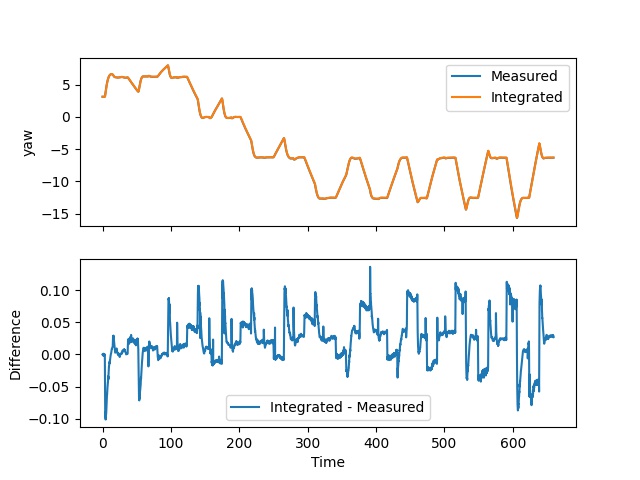 yaw
5
0
−5
−10
−15
Measured
Integrated
Difference
0.10
0.05
0.00
−0.05
−0.10
Integrated - Measured
0 100 200 300 400 500 600
Time